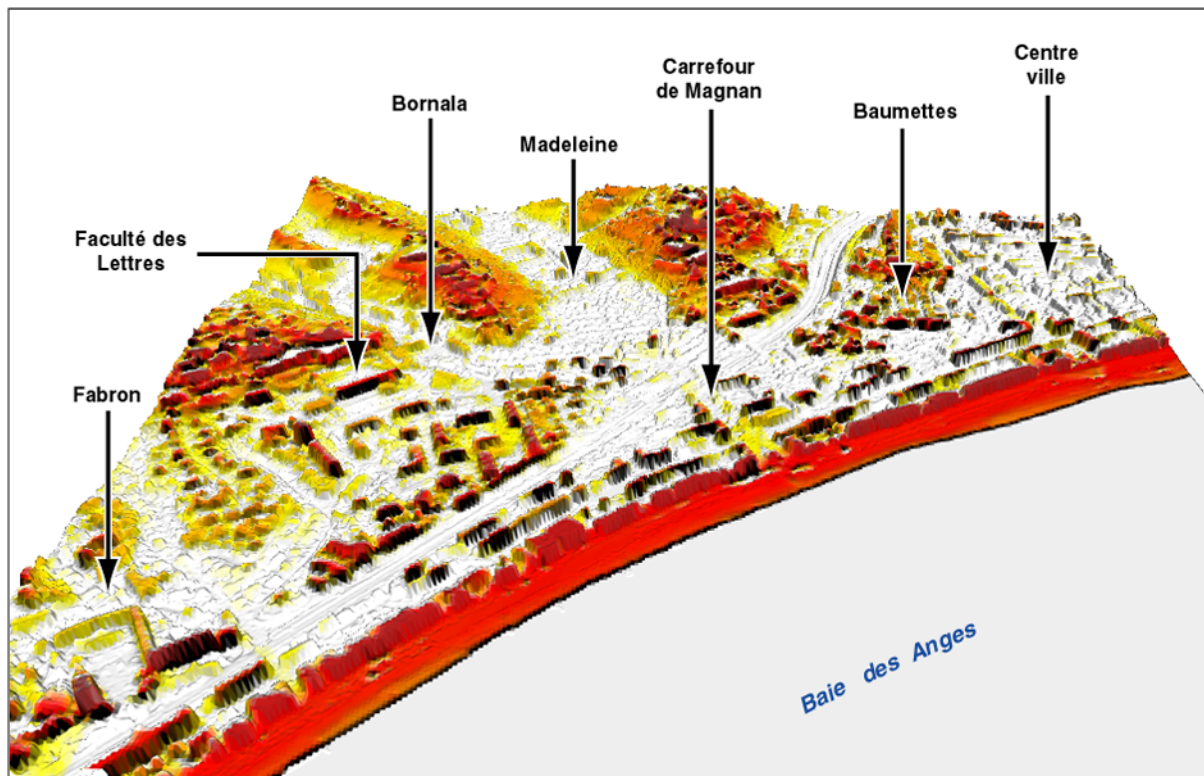 Centre
ville
Carrefour
de Magnan
Bornala
Baumettes
Madeleine
Faculté des
Lettres
Fabron
Baie des Anges